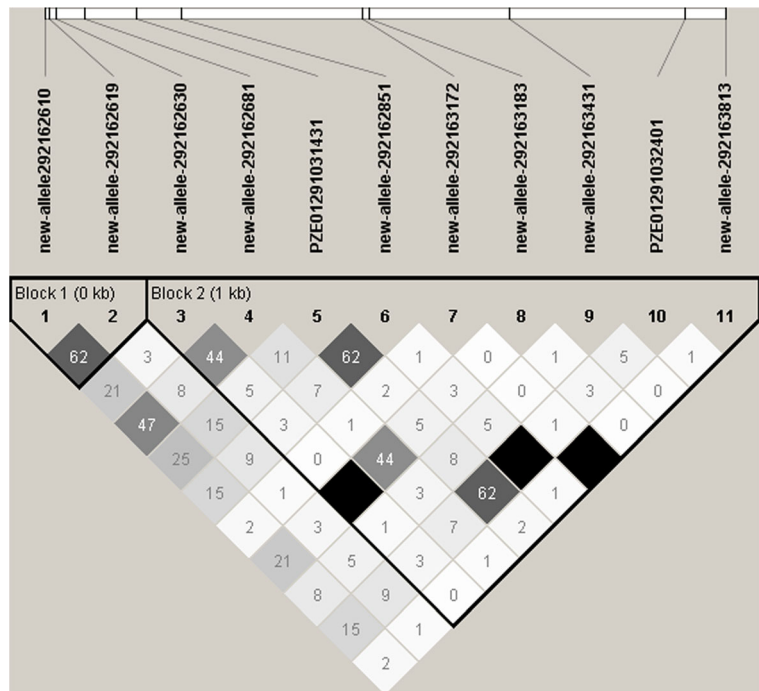 new-allele292162610
new-allele-292162619
new-allele-292162630
new-allele-292162681
PZE01291031431
new-allele-292162851
new-allele-292163172
new-allele-292163183
new-allele-292163431
PZE01291032401
new-allele-292163813
Block 1 (0 kb)
Block 2 (1 kb)
1 2 3 4 5 6 7 8 9 10 11
62 3 44 11 62 1 0 1 5 1
21 8 5 7 2 3 0 3 0
47 15 3 1 5 5 1 0
25 9 0 44 8
15 1 3 62 1
2 3 1 7 2
21 5 3 1
8 9 0
15 1
2